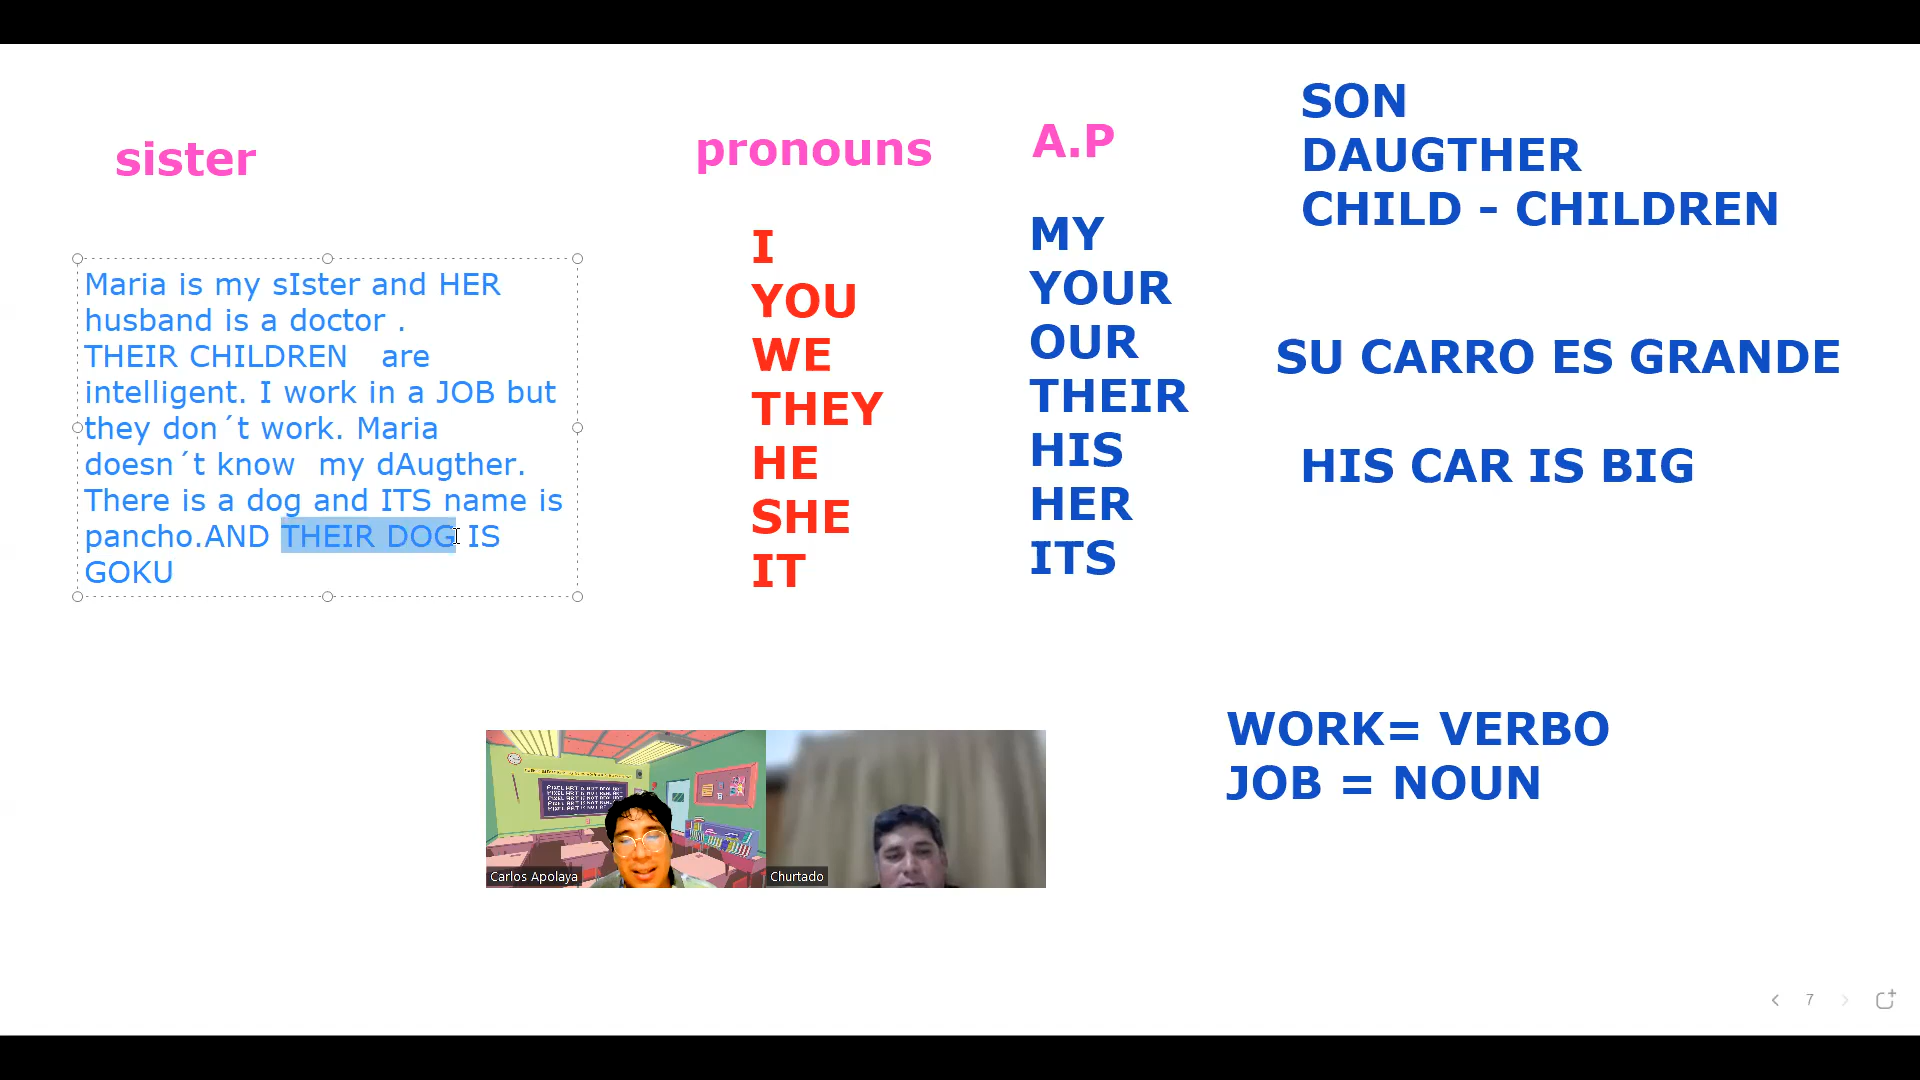 sister
Maria is my sIster and HER
husband is a doctor .
THEIR CHILDREN are
intelligent. I work in a JOB but
they don´t work. Maria
doesn´t know my dAugther.
There is a dog and ITS name is
pancho.AND THEIR DOG IS
GOKU
pronouns
I
YOU
WE
THEY
HE
SHE
IT
A.P
MY
YOUR
OUR
THEIR
HIS
HER
ITS
SON
DAUGTHER
CHILD - CHILDREN
SU CARRO ES GRANDE
HIS CAR IS BIG
WORK= VERBO
JOB = NOUN
Carlos Apolaya
Churtado
7